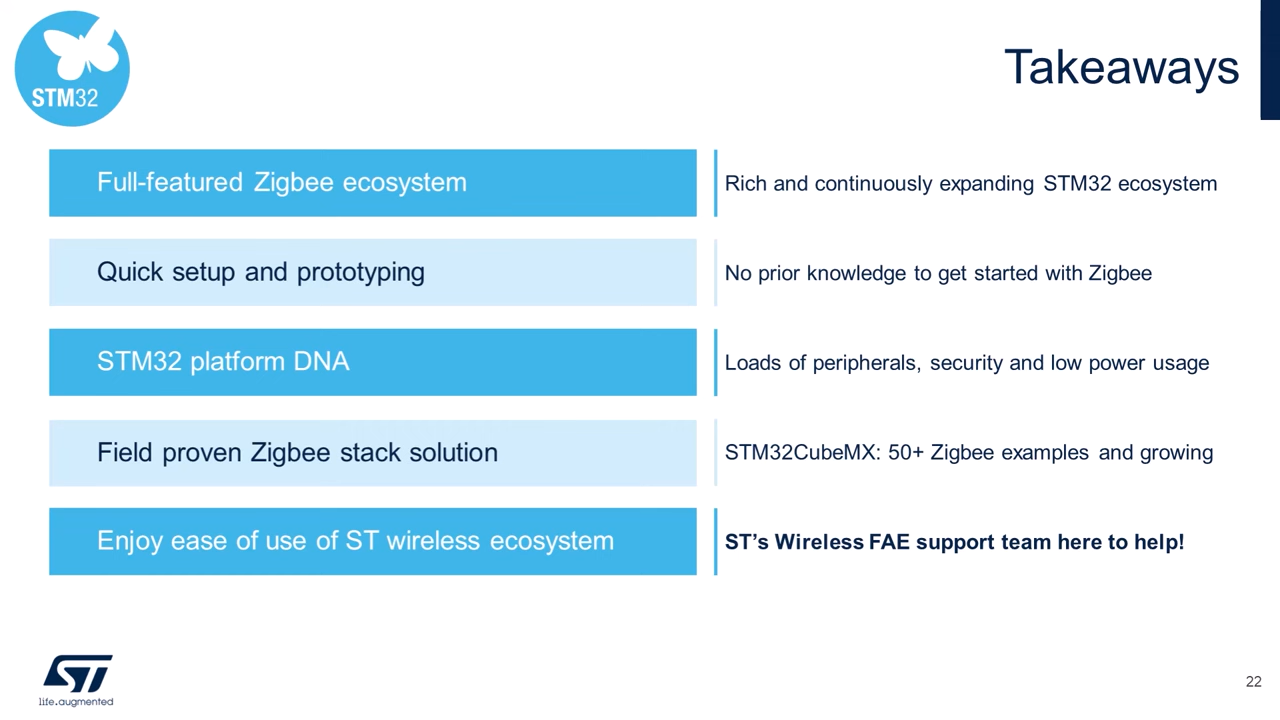 STM32
Takeaways
Full-featured Zigbee ecosystem
Rich and continuously expanding STM32 ecosystem
Quick setup and prototyping
No prior knowledge to get started with Zigbee
STM32 platform DNA
Loads of peripherals, security and low power usage
Field proven Zigbee stack solution
STM32CubeMX: 50+ Zigbee examples and growing
Enjoy ease of use of ST wireless ecosystem
ST’s Wireless FAE support team here to help!
ST
life.augmented
22